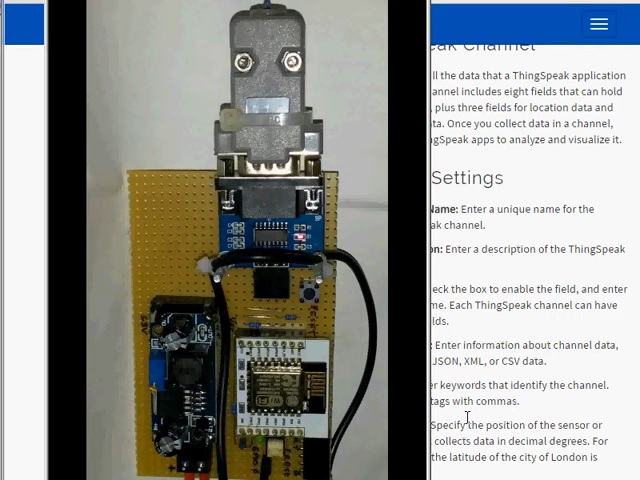 eak Channel
ll the data that a ThingSpeak application
annel includes eight fields that can hold
, plus three fields for location data and
ata. Once you collect data in a channel,
ngSpeak apps to analyze and visualize it.
Settings
Name: Enter a unique name for the
eak channel.
on: Enter a description of the ThingSpeak
eck the box to enable the field, and enter
me. Each ThingSpeak channel can have
lds.
: Enter information about channel data,
JSON, XML, or CSV data.
er keywords that identify the channel.
tags with commas.
Specify the position of the sensor or
collects data in decimal degrees. For
the latitude of the city of London is
WiFi